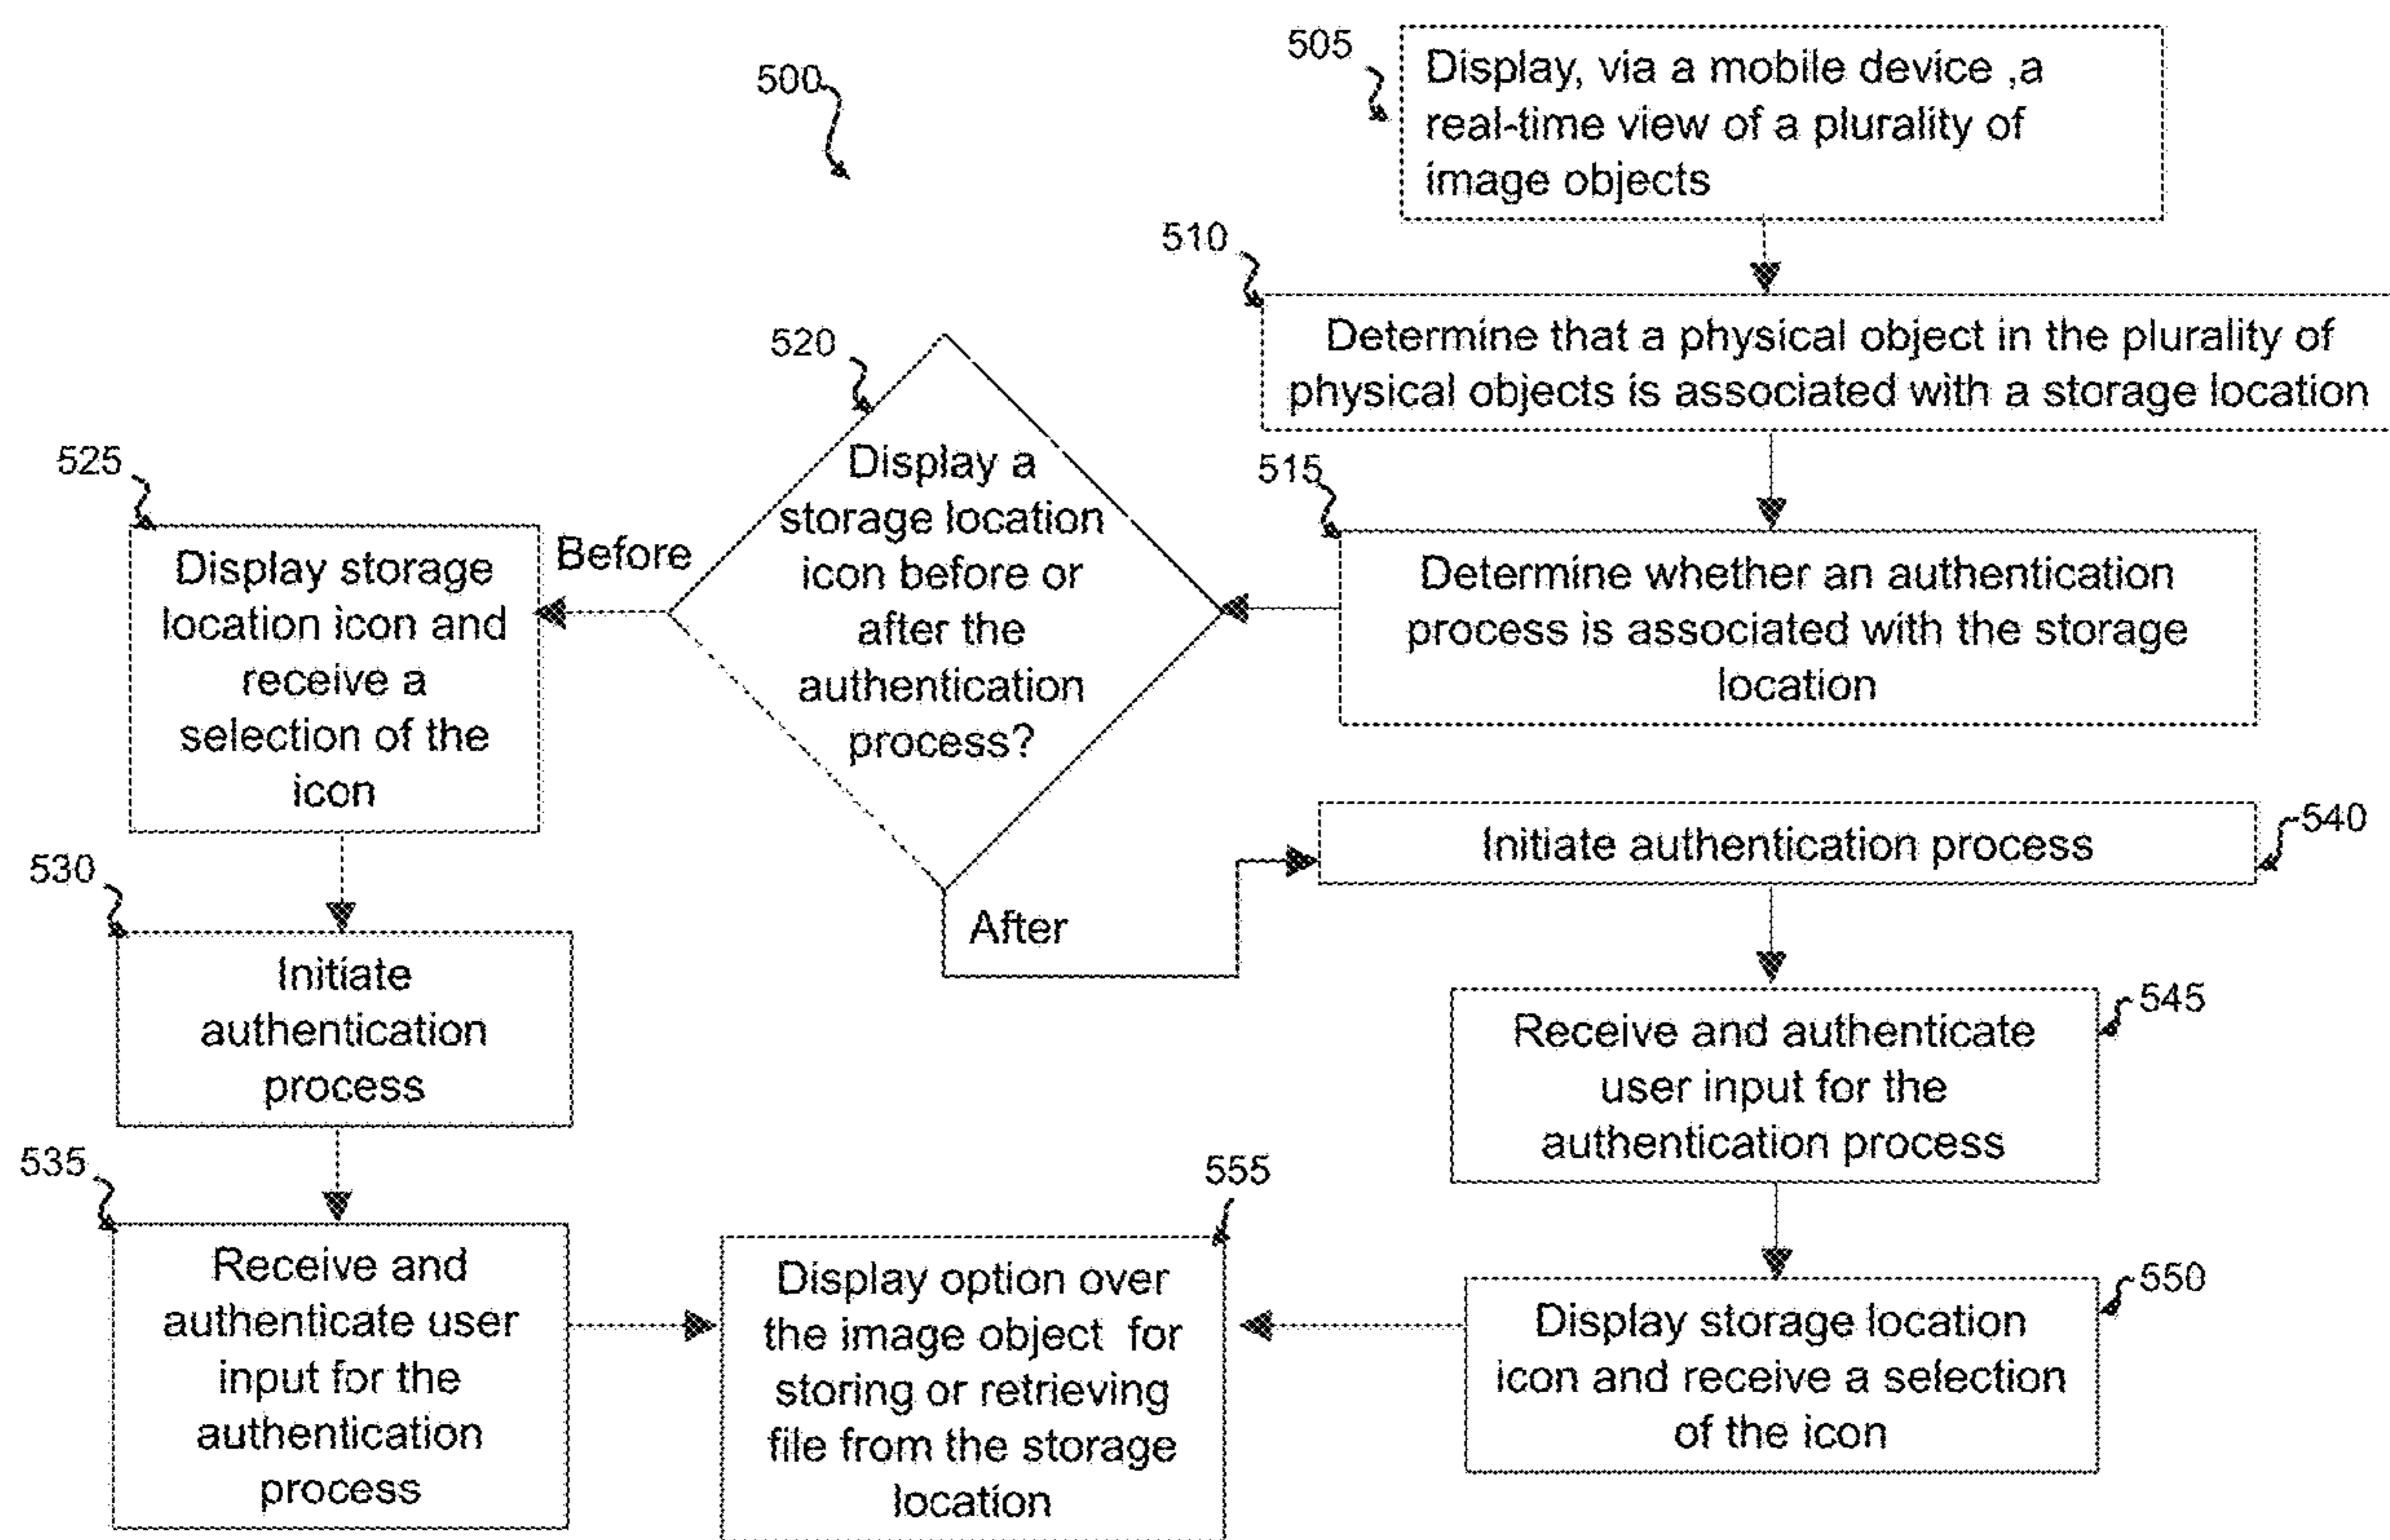 500
505
Display, via a mobile device ,a
real-time view of a plurality of
image objects
510
Determine that a physical object in the plurality of
physical objects is associated with a storage location
515
Determine whether an authentication
process is associated with the storage
location
520
Display a
storage location
icon before or
after the
authentication
process?
Before
525
Display storage
location icon and
receive a
selection of the
icon
530
Initiate
authentication
process
535
Receive and
authenticate user
input for the
authentication
process
After
540
Initiate authentication process
545
Receive and authenticate
user input for the
authentication process
550
Display storage location
icon and receive a selection
of the icon
555
Display option over
the image object for
storing or retrieving
file from the storage
location